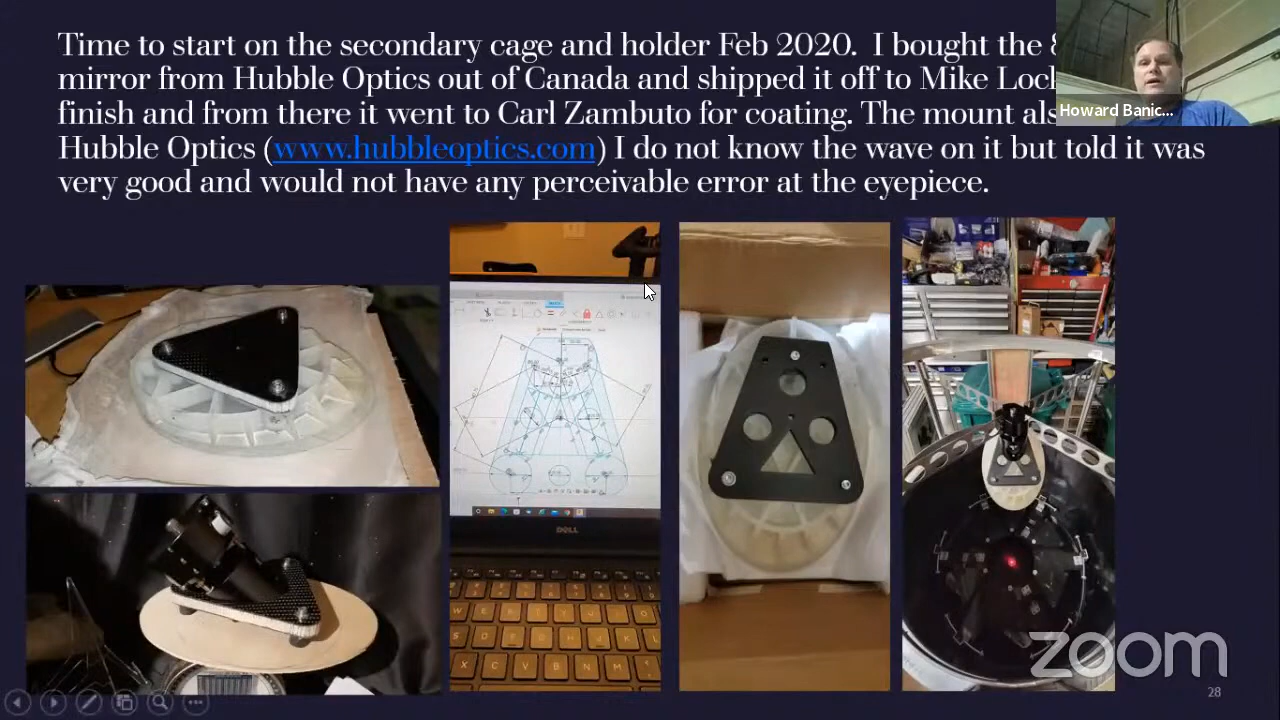 Time to start on the secondary cage and holder Feb 2020. I bought the
mirror from Hubble Optics out of Canada and shipped it off to Mike
finish and from there it went to Carl Zambuto for coating. The mount
Hubble Optics (www.hubbleoptics.com) I do not know the wave on it but told it was
very good and would not have any perceivable error at the eyepiece.
Howard Banic...
DELL
zoom
28